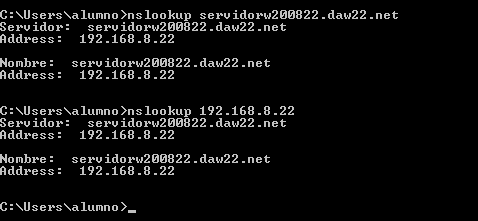 C:\Users\alumno>nslookup servidorw200822.daw22.net
Servidor:  servidorw200822.daw22.net
Address:  192.168.8.22
Nombre:  servidorw200822.daw22.net
Address:  192.168.8.22
C:\Users\alumno>nslookup 192.168.8.22
Servidor:  servidorw200822.daw22.net
Address:  192.168.8.22
Nombre:  servidorw200822.daw22.net
Address:  192.168.8.22
C:\Users\alumno>_